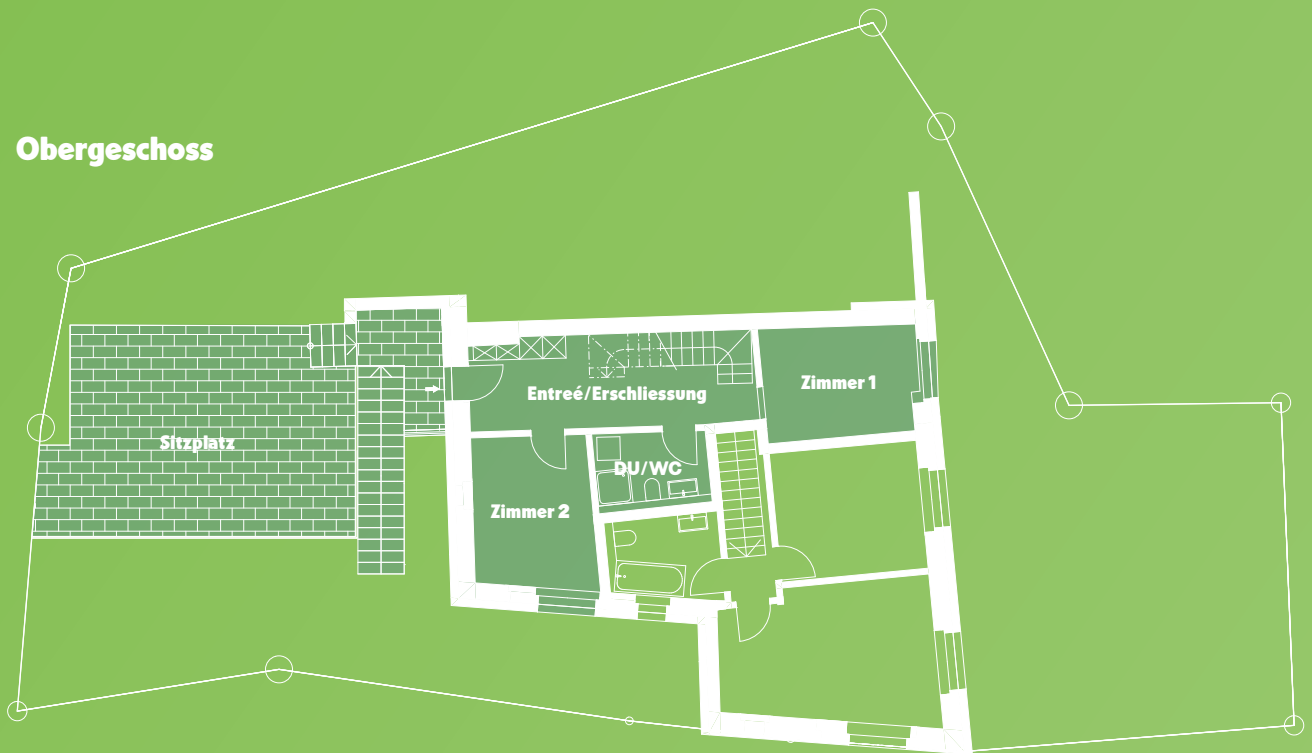 Obergeschoss
Entreé/Erschliessung
Zimmer 1
Sitzplatz
DU/WC
Zimmer 2